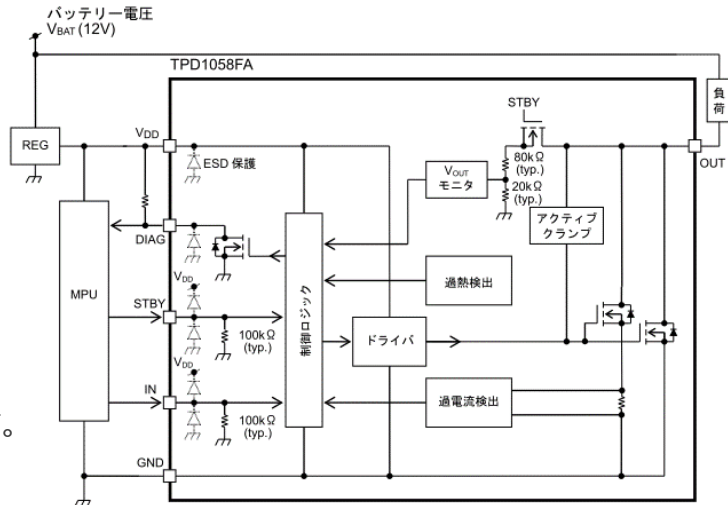 バッテリー電圧
VBAT (12V)
TPD1058FA
負荷
STBY
REG
VDD
ESD 保護
VOUT
モニタ
80kΩ
(typ.)
20kΩ
(typ.)
OUT
アクティブ
クランプ
DIAG
MPU
VDD
過熱検出
STBY
100kΩ
(typ.)
制御ロジック
ドライバ
VDD
IN
100kΩ
(typ.)
過電流検出
。
GND